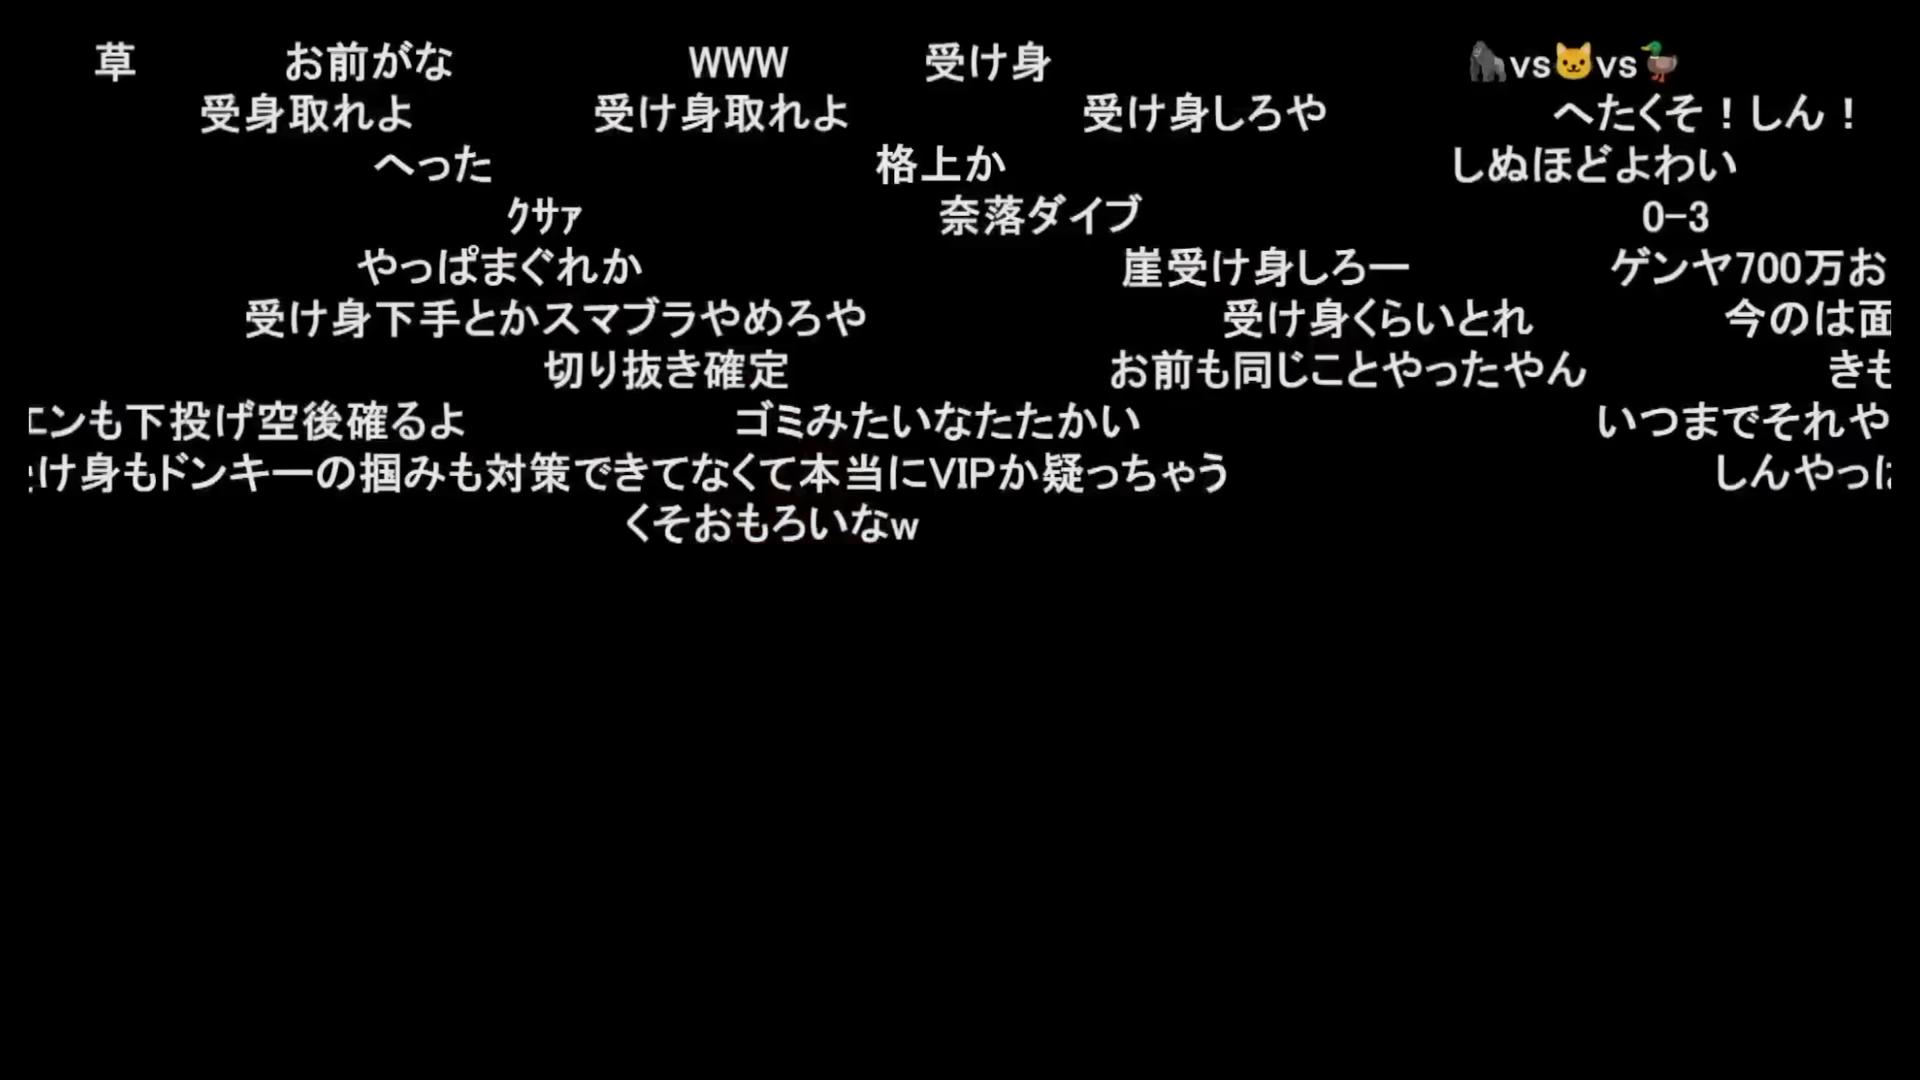 草 お前がな WWW 受け身 🦍vs🐱vs🦆
受身取れよ 受け身取れよ 受け身しろや へたくそ！しん！
へった 格上か しぬほどよわい
ｸｻｧ 奈落ダイブ 0-3
やっぱまぐれか 崖受け身しろー ゲンヤ700万お
受け身下手とかスマブラやめろや 受け身くらいとれ 今のは面
切り抜き確定 お前も同じことやったやん きも
エンも下投げ空後確るよ ゴミみたいなたたかい いつまでそれや
け身もドンキーの掴みも対策できてなくて本当にVIPか疑っちゃう しんやっ
くそおもろいなw